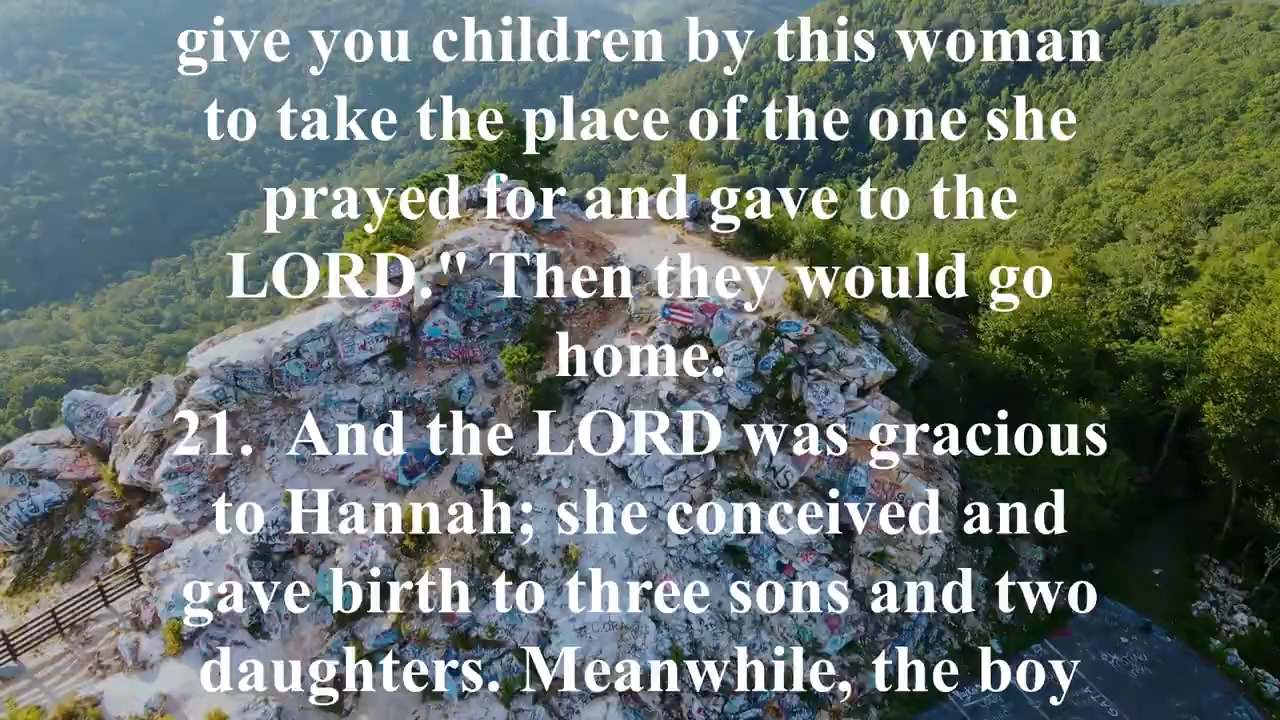 give you children by this woman
to take the place of the one she
prayed for and gave to the
LORD." Then they would go
home.
21. And the LORD was gracious
to Hannah; she conceived and
gave birth to three sons and two
daughters. Meanwhile, the boy